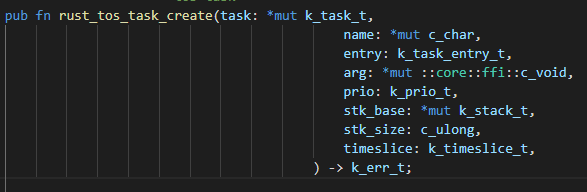 pub fn rust_tos_task_create(task: *mut k_task_t,
name: *mut c_char,
entry: k_task_entry_t,
arg: *mut ::core::ffi::c_void,
prio: k_prio_t,
stk_base: *mut k_stack_t,
stk_size: c_ulong,
timeslice: k_timeslice_t,
) -> k_err_t;